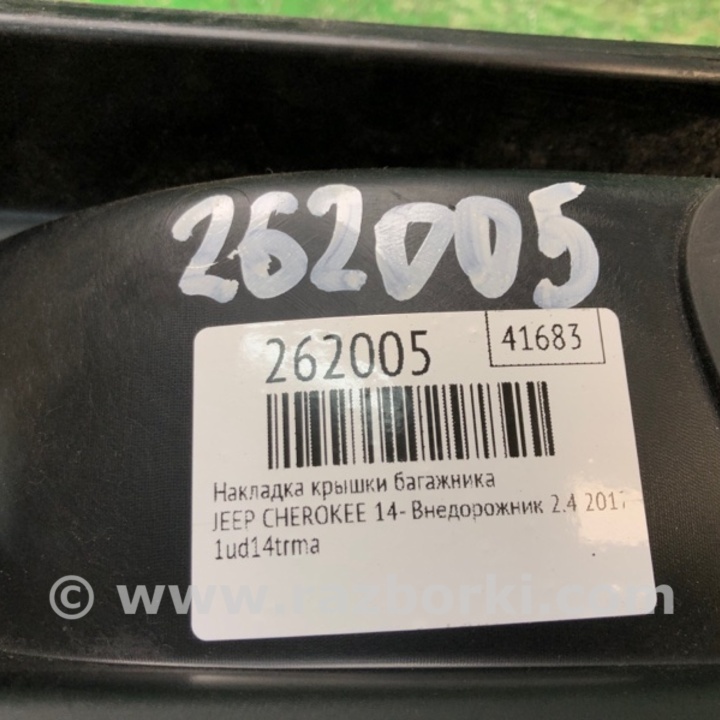 262005
262005
41683
Накладка крышки багажника
JEEP CHEROKEE 14- Внедорожник 2.4 2017
1ud14trma
© www.razborki.com